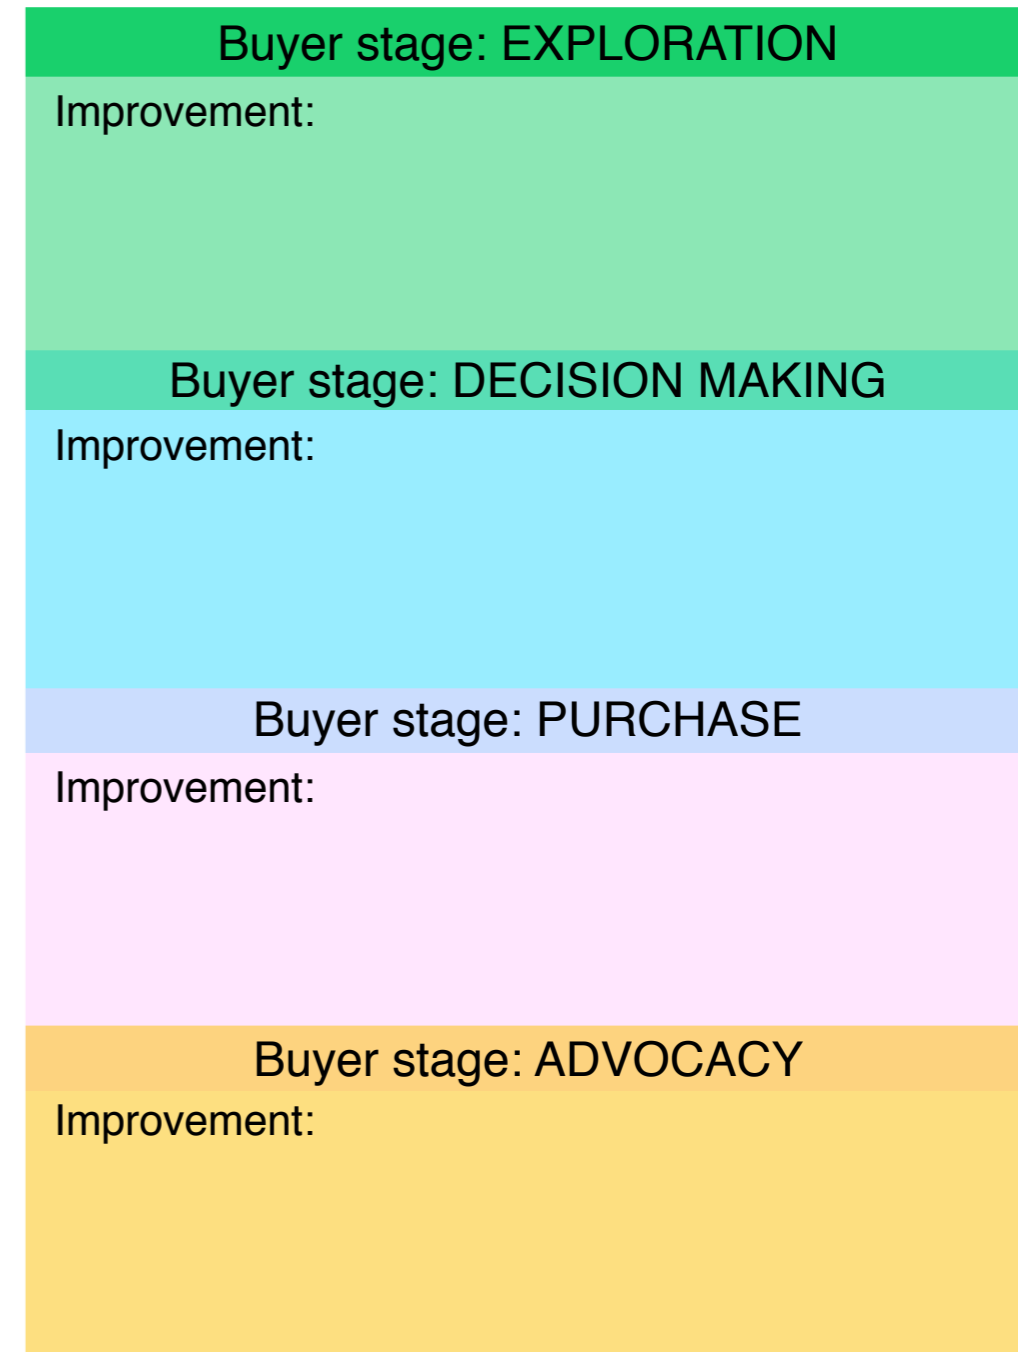 Buyer stage: EXPLORATION
Improvement:
Buyer stage: DECISION MAKING
Improvement:
Buyer stage: PURCHASE
Improvement:
Buyer stage: ADVOCACY
Improvement: